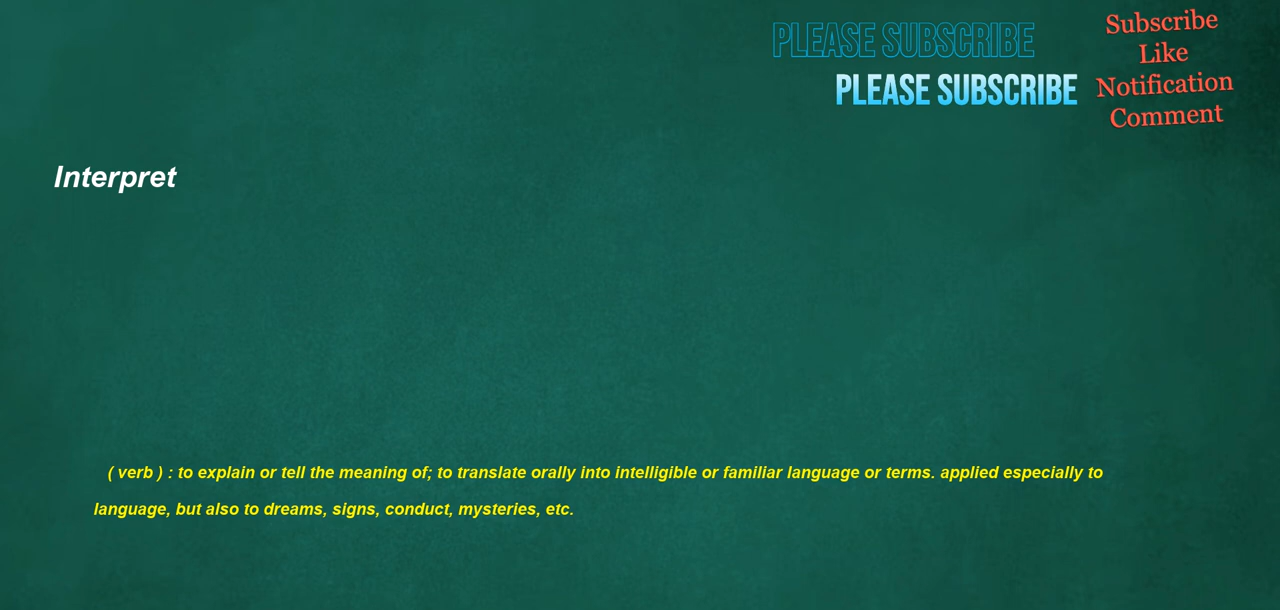 PLEASE SUBSCRIBE
PLEASE SUBSCRIBE
Subscribe
Like
Notification
Comment
Interpret
( verb ) : to explain or tell the meaning of; to translate orally into intelligible or familiar language or terms. applied especially to
language, but also to dreams, signs, conduct, mysteries, etc.